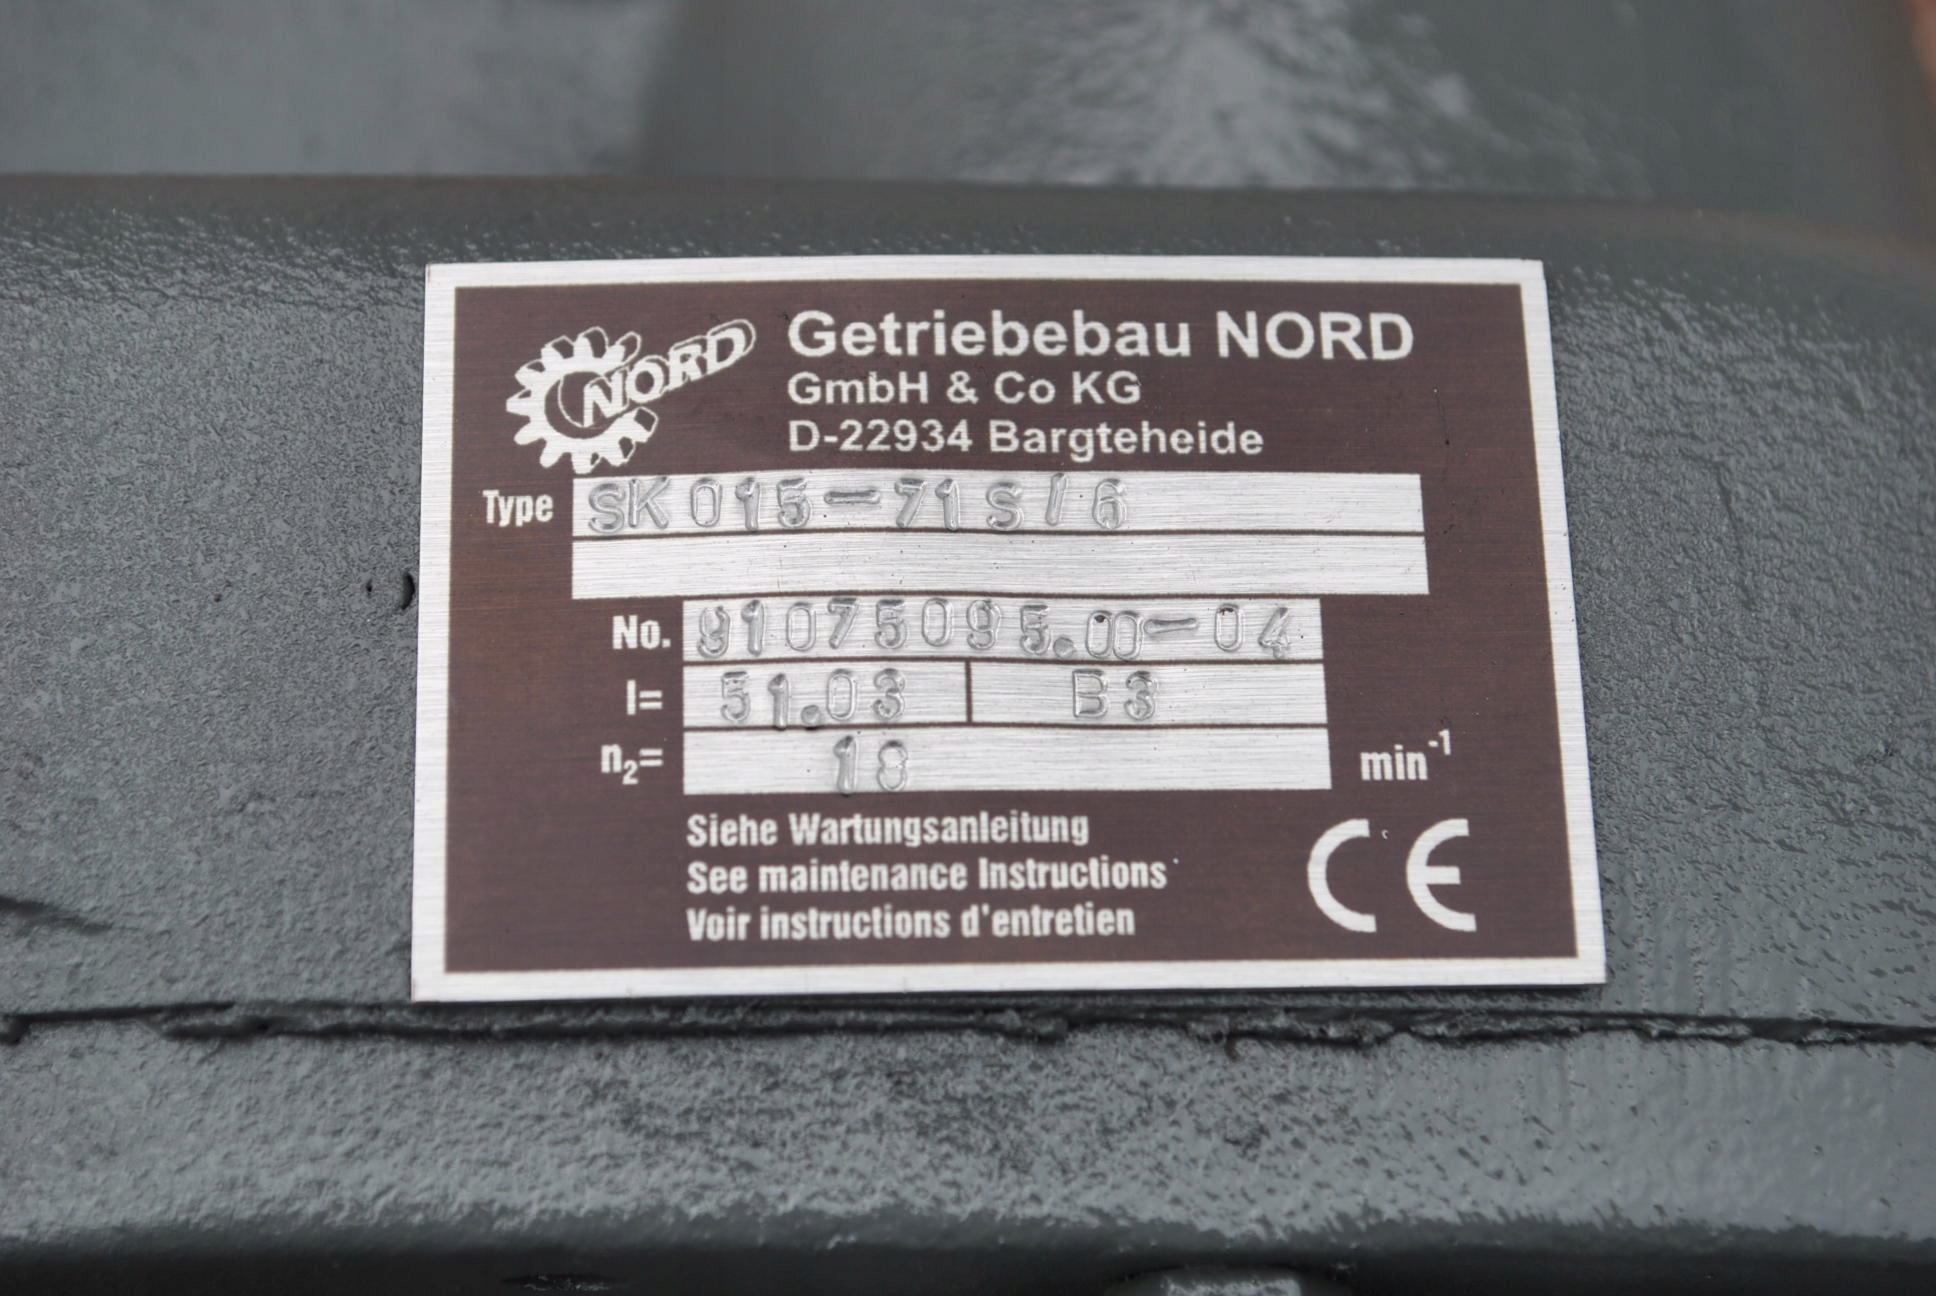 NORD
Getriebebau NORD
GmbH & Co KG
D-22934 Bargteheide
Type SK 015-71 S/6
No. 91075095.00-04
I= 51.03 B3
n₂= 18 min⁻¹
Siehe Wartungsanleitung
See maintenance Instructions
Voir instructions d'entretien
CE